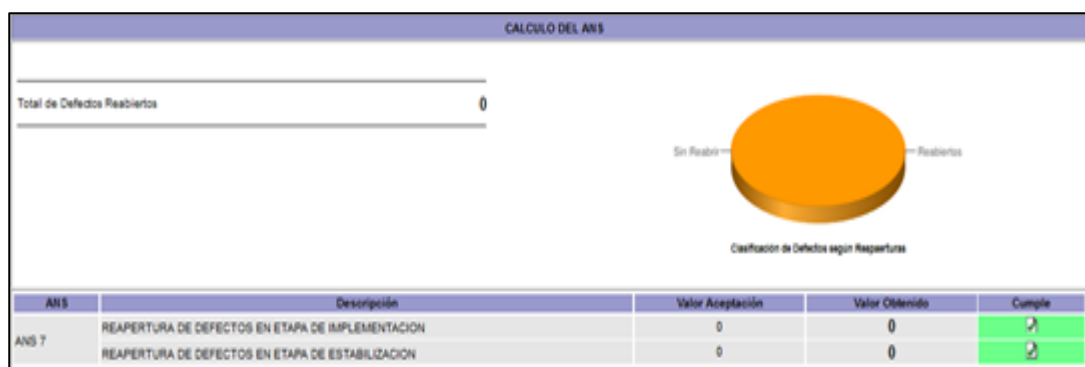 CALCULO DEL ANS
Total de Defectos Reabiertos 0
Sin Reabrir
Reabiertos
Clasificación de Defectos según Reapaerturas
ANS Descripción Valor Aceptación Valor Obtenido Cumple
ANS 7
REAPERTURA DE DEFECTOS EN ETAPA DE IMPLEMENTACION 0 0
REAPERTURA DE DEFECTOS EN ETAPA DE ESTABILIZACION 0 0